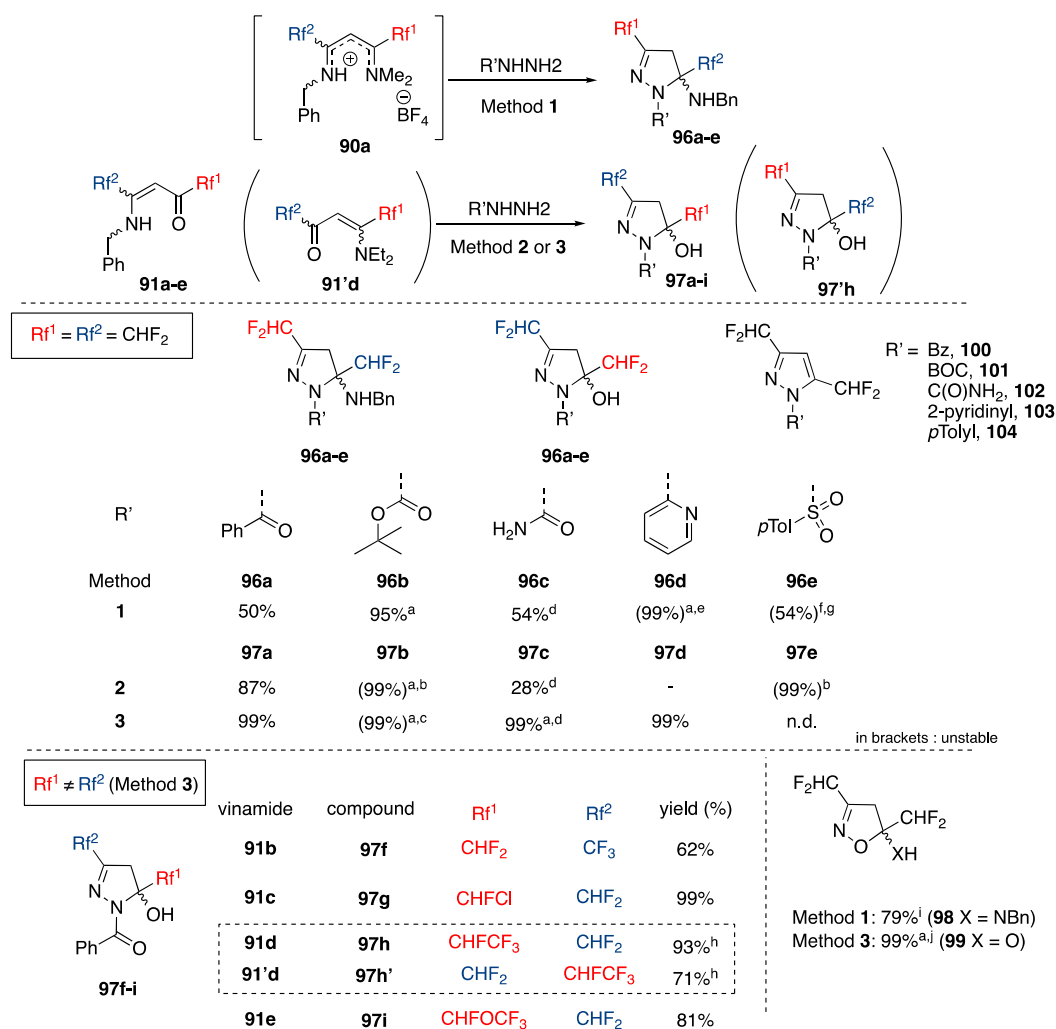 Rf2 Rf1
NH ⊕ NMe2
Ph ⊖ BF4
90a
R'NHNH2
Method 1
Rf1
Rf2
N
N NHBn
R'
96a-e
Rf2 Rf1
NH O
Ph
91a-e
Rf2 Rf1
O NEt2
91'd
R'NHNH2
Method 2 or 3
Rf2
Rf1
N
N OH
R'
97a-i
Rf1
Rf2
N
N OH
R'
97'h
Rf1 = Rf2 = CHF2
F2HC
CHF2
N
N NHBn
R'
96a-e
F2HC
CHF2
N
N OH
R'
96a-e
F2HC
N
N CHF2
R'
R' = Bz, 100
BOC, 101
C(O)NH2, 102
2-pyridinyl, 103
pTolyl, 104
R'
Ph O
O O
H2N O
N
pTol S O O
Method 96a 96b 96c 96d 96e
1 50% 95%a 54%d (99%)a,e (54%)f,g
97a 97b 97c 97d 97e
2 87% (99%)a,b 28%d - (99%)b
3 99% (99%)a,c 99%a,d 99% n.d.
in brackets : unstable
Rf1 ≠ Rf2 (Method 3)
Rf2
Rf1
N
N OH
Ph O
97f-i
vinamide compound Rf1 Rf2 yield (%)
91b 97f CHF2 CF3 62%
91c 97g CHFCl CHF2 99%
91d 97h CHFCF3 CHF2 93%h
91'd 97h' CHF2 CHFCF3 71%h
91e 97i CHFOCF3 CHF2 81%
F2HC
CHF2
N
O XH
Method 1: 79%i (98 X = NBn)
Method 3: 99%a,j (99 X = O)